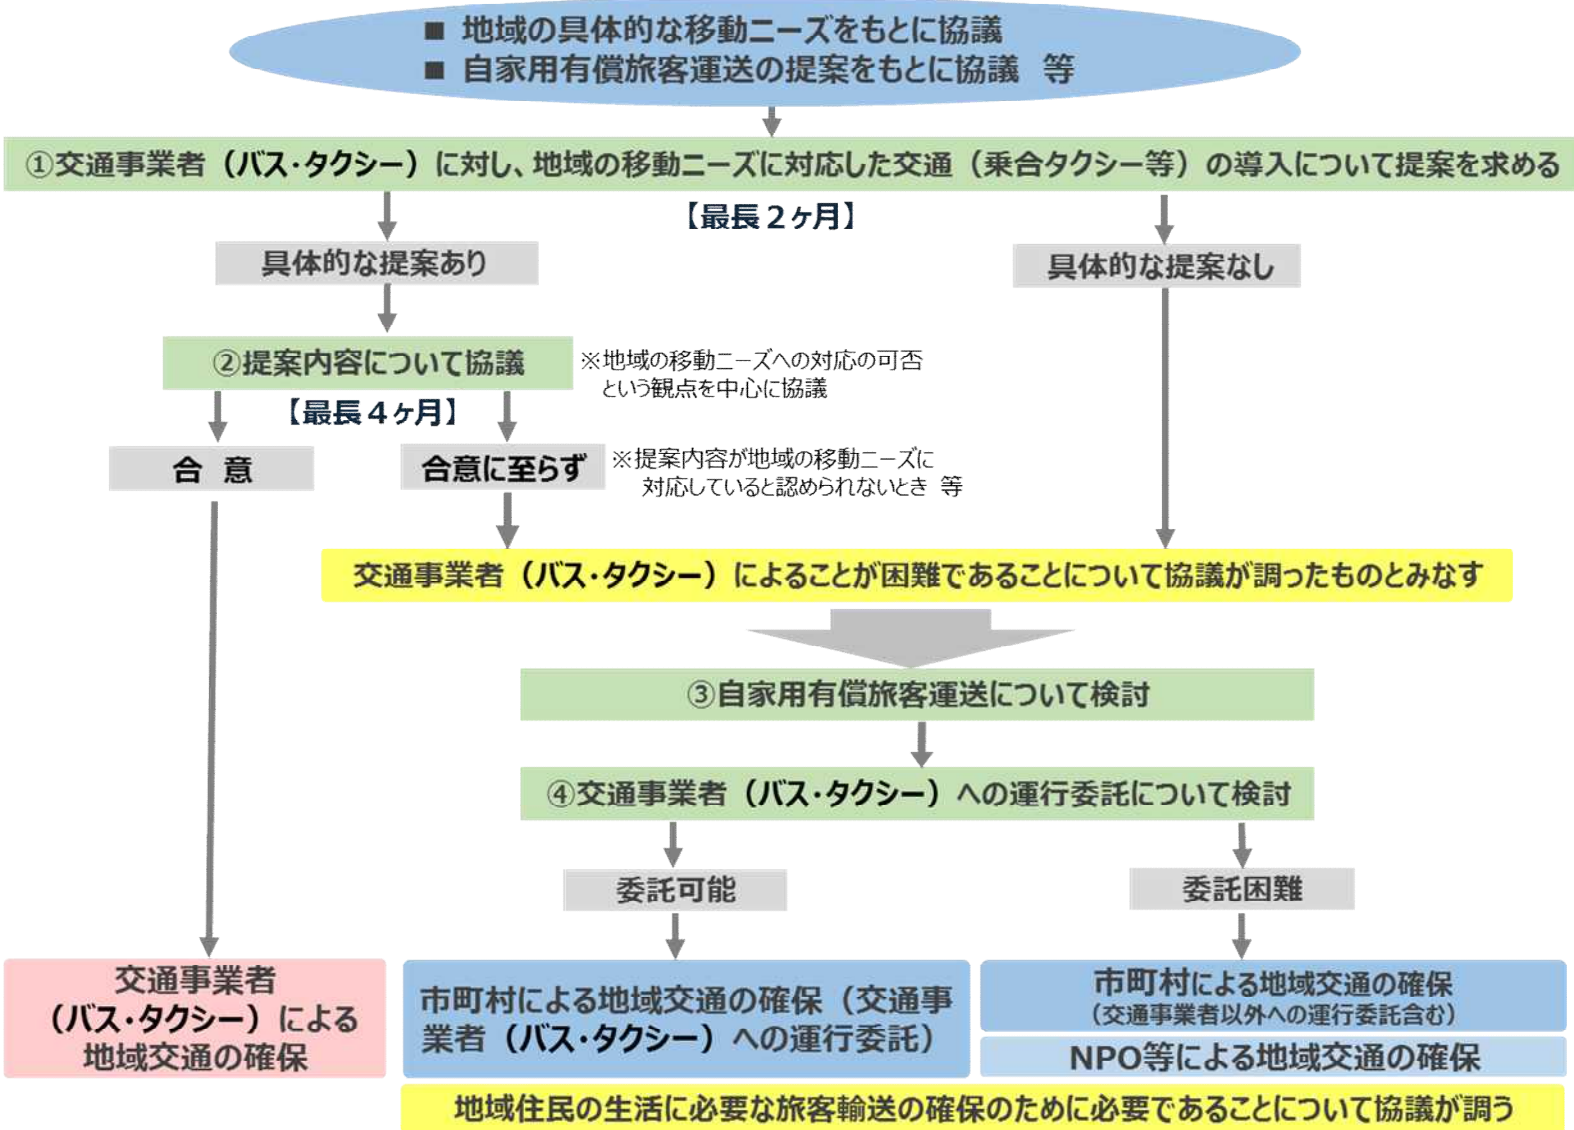 ■ 地域の具体的な移動ニーズをもとに協議
■ 自家用有償旅客運送の提案をもとに協議 等
①交通事業者（バス・タクシー）に対し、地域の移動ニーズに対応した交通（乗合タクシー等）の導入について提案を求める
【最長２ヶ月】
具体的な提案あり
具体的な提案なし
②提案内容について協議
※地域の移動ニーズへの対応の可否
という観点を中心に協議
【最長４ヶ月】
合 意
合意に至らず
※提案内容が地域の移動ニーズに
対応していると認められないとき 等
交通事業者（バス・タクシー）によることが困難であることについて協議が調ったものとみなす
③自家用有償旅客運送について検討
④交通事業者（バス・タクシー）への運行委託について検討
委託可能
委託困難
交通事業者
（バス・タクシー）による
地域交通の確保
市町村による地域交通の確保（交通事
業者（バス・タクシー）への運行委託）
市町村による地域交通の確保
（交通事業者以外への運行委託含む）
NPO等による地域交通の確保
地域住民の生活に必要な旅客輸送の確保のために必要であることについて協議が調う